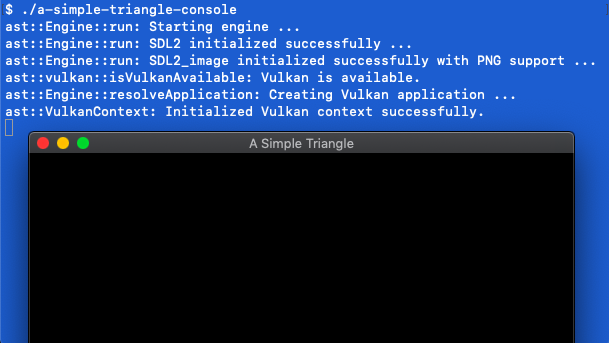 $ ./a-simple-triangle-console
ast::Engine::run: Starting engine ...
ast::Engine::run: SDL2 initialized successfully ...
ast::Engine::run: SDL2_image initialized successfully with PNG support ...
ast::vulkan::isVulkanAvailable: Vulkan is available.
ast::Engine::resolveApplication: Creating Vulkan application ...
ast::VulkanContext: Initialized Vulkan context successfully.
A Simple Triangle